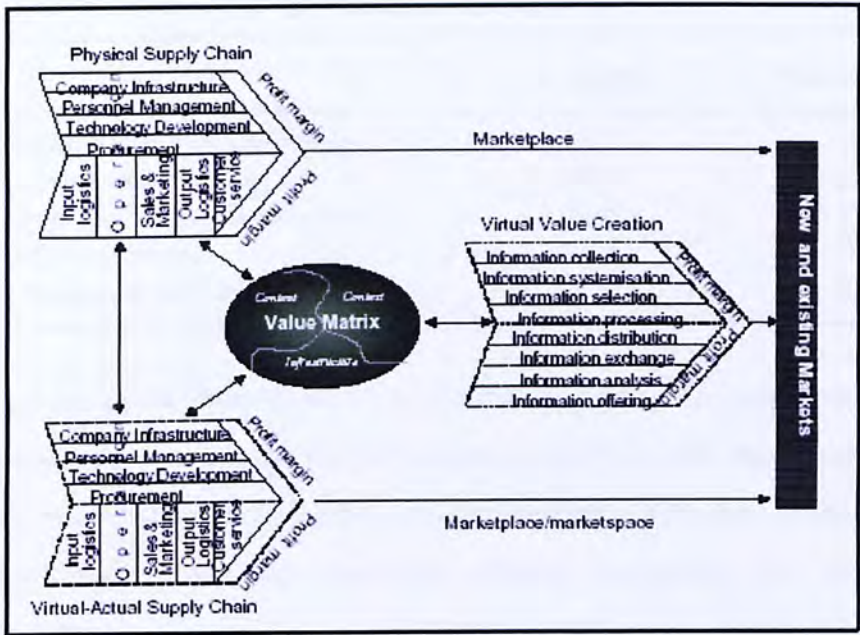 Physical Supply Chain
Company Infrastructure
Personnel Management
Technology Development
Procurement
Profit margin
Input logistics
Oper
Sales & Marketing
Output Logistics
Customer service
Profit margin
Marketplace
Virtual Value Creation
Information collection
Information systemisation
Information selection
Information processing
Information distribution
Information exchange
Information analysis
Information offering
Profit margin
Profit margin
Content
Context
Value Matrix
Infrastructure
New and existing Markets
Company Infrastructure
Personnel Management
Technology Development
Procurement
Profit margin
Input logistics
Oper
Sales & Marketing
Output Logistics
Customer service
Profit margin
Marketplace/marketspace
Virtual-Actual Supply Chain